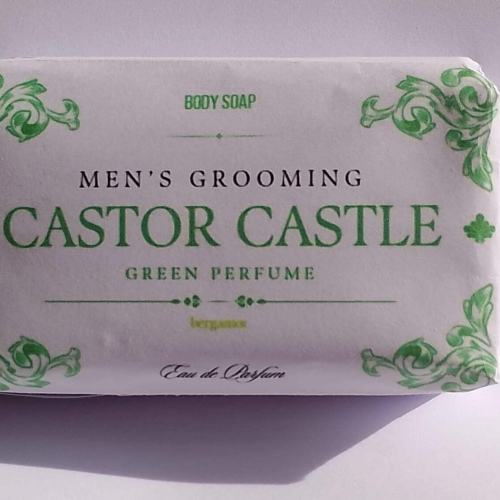 BODY SOAP
MEN'S GROOMING
CASTOR CASTLE
GREEN PERFUME
bergamot
Eau de Parfum